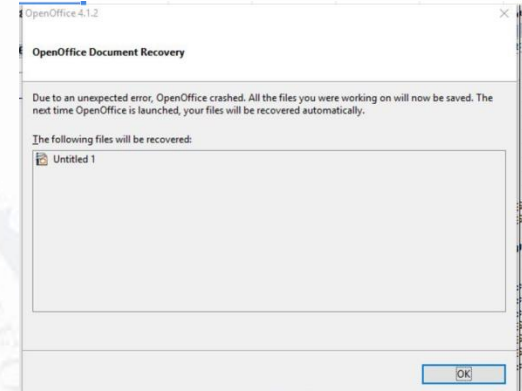 OpenOffice 4.1.2
OpenOffice Document Recovery
Due to an unexpected error, OpenOffice crashed. All the files you were working on will now be saved. The
next time OpenOffice is launched, your files will be recovered automatically.
The following files will be recovered:
Untitled 1
OK